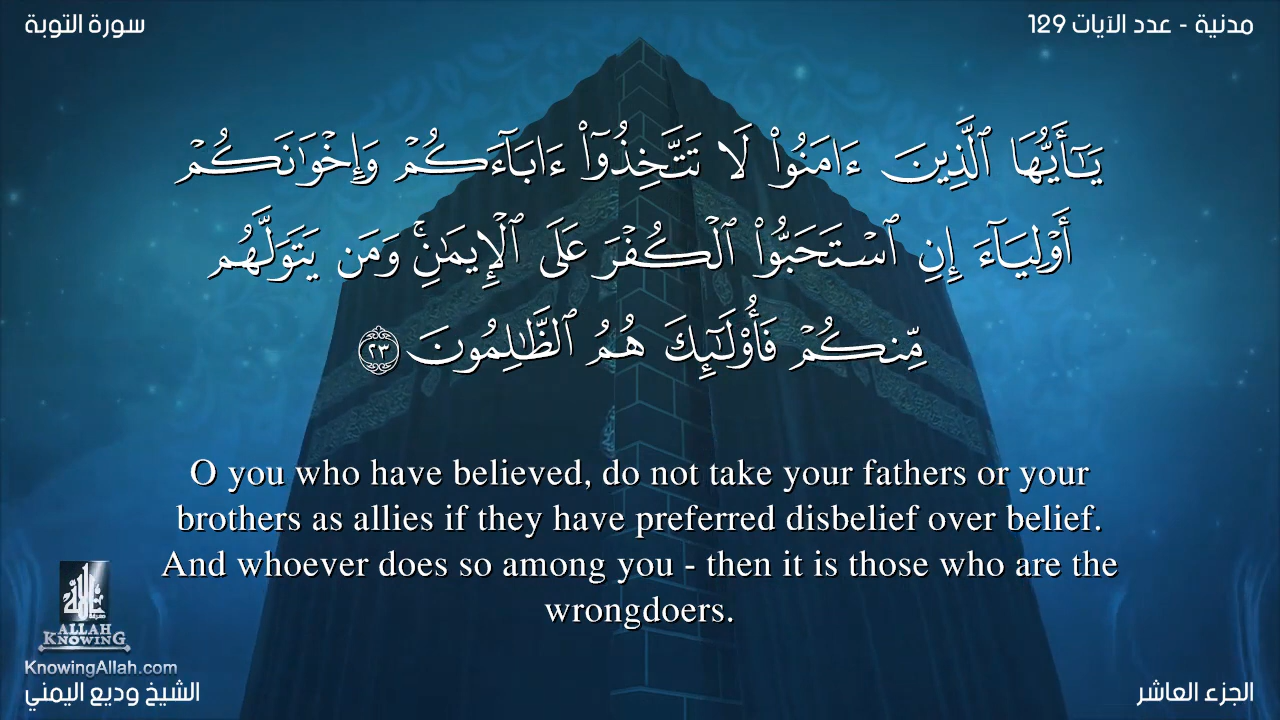 سورة التوبة
مدنية - عدد الآيات 129
يَـٰٓأَيُّهَا ٱلَّذِينَ ءَامَنُوا۟ لَا تَتَّخِذُوٓا۟ ءَابَآءَكُمْ وَإِخْوَٰنَكُمْ
أَوْلِيَآءَ إِنِ ٱسْتَحَبُّوا۟ ٱلْكُفْرَ عَلَى ٱلْإِيمَـٰنِ ۚ وَمَن يَتَوَلَّهُم
مِّنكُمْ فَأُو۟لَـٰٓئِكَ هُمُ ٱلظَّـٰلِمُونَ ٢٣
O you who have believed, do not take your fathers or your
brothers as allies if they have preferred disbelief over belief.
And whoever does so among you - then it is those who are the
wrongdoers.
الله
معرفة
ALLAH
KNOWING
KnowingAllah.com
الشيخ وديع اليمني
الجزء العاشر